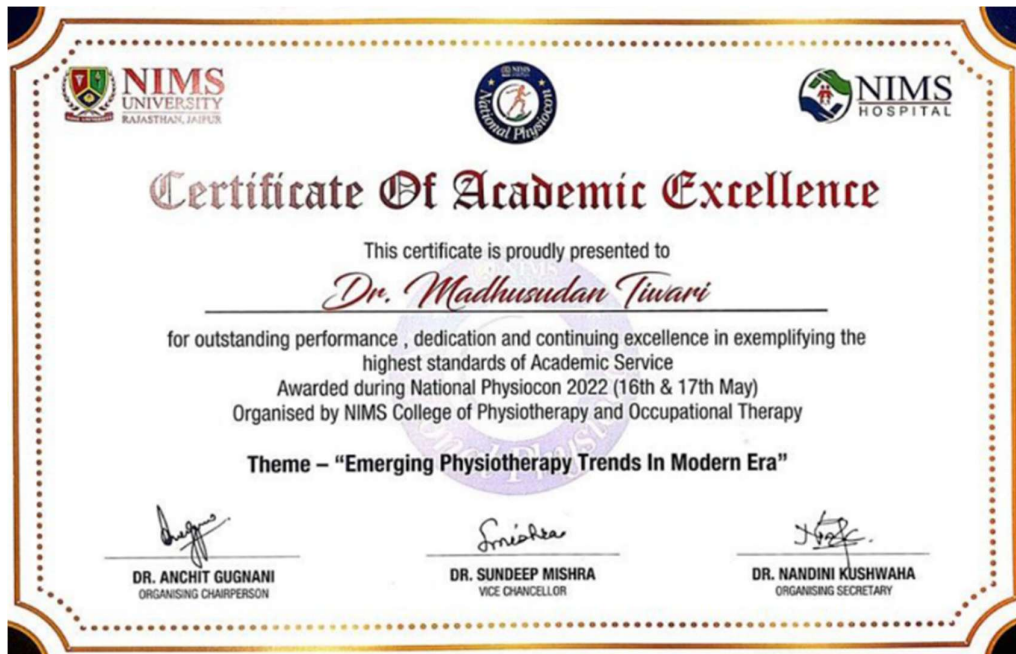 NIMS
UNIVERSITY
RAJASTHAN, JAIPUR
NIMS
National Physiocon
NIMS
HOSPITAL
Certificate Of Academic Excellence
This certificate is proudly presented to
Dr. Madhusudan Tiwari
for outstanding performance , dedication and continuing excellence in exemplifying the
highest standards of Academic Service
Awarded during National Physiocon 2022 (16th & 17th May)
Organised by NIMS College of Physiotherapy and Occupational Therapy
Theme – “Emerging Physiotherapy Trends In Modern Era”
DR. ANCHIT GUGNANI
ORGANISING CHAIRPERSON
DR. SUNDEEP MISHRA
VICE CHANCELLOR
DR. NANDINI KUSHWAHA
ORGANISING SECRETARY